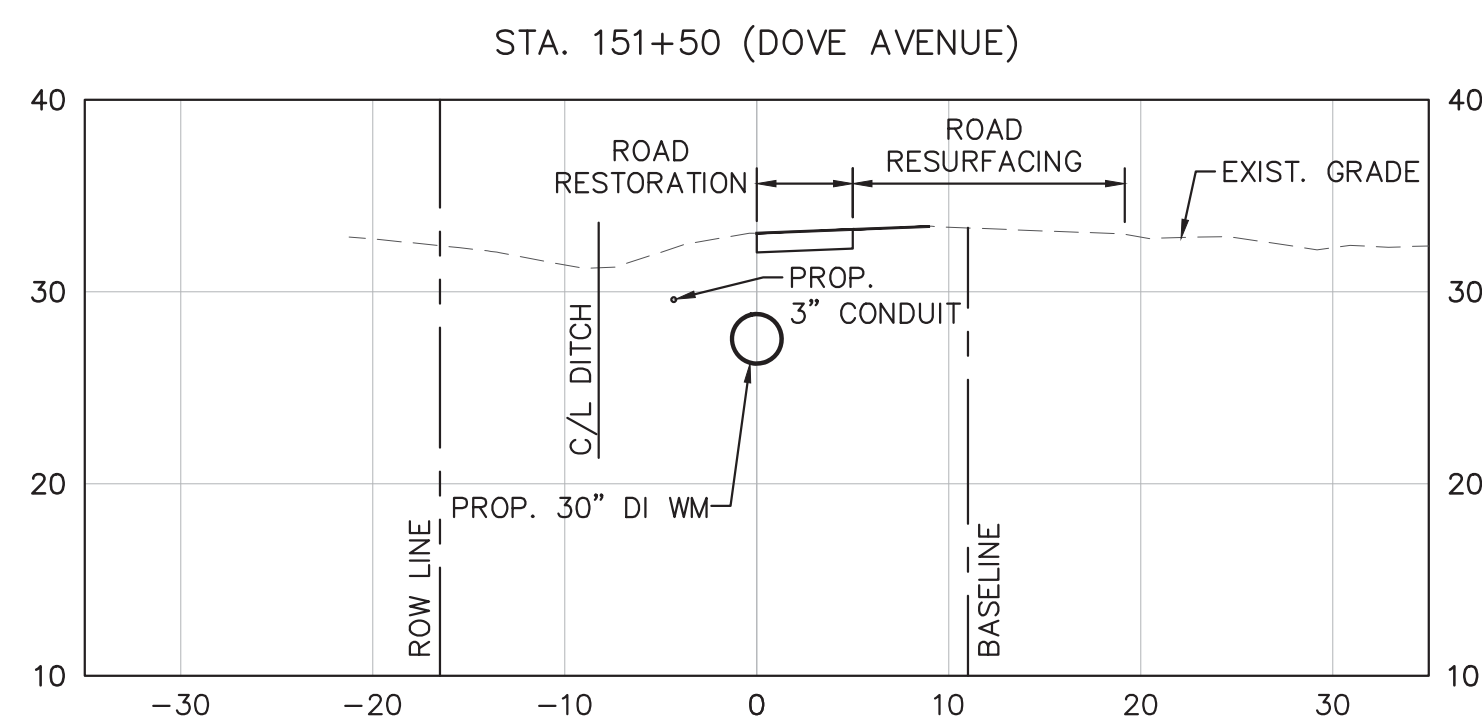 STA. 151+50 (DOVE AVENUE)
40
40
ROAD
RESTORATION
ROAD
RESURFACING
EXIST. GRADE
30
30
PROP.
3” CONDUIT
C/L DITCH
20
20
PROP. 30” DI WM
ROW LINE
BASELINE
10
10
-30
-20
-10
0
10
20
30